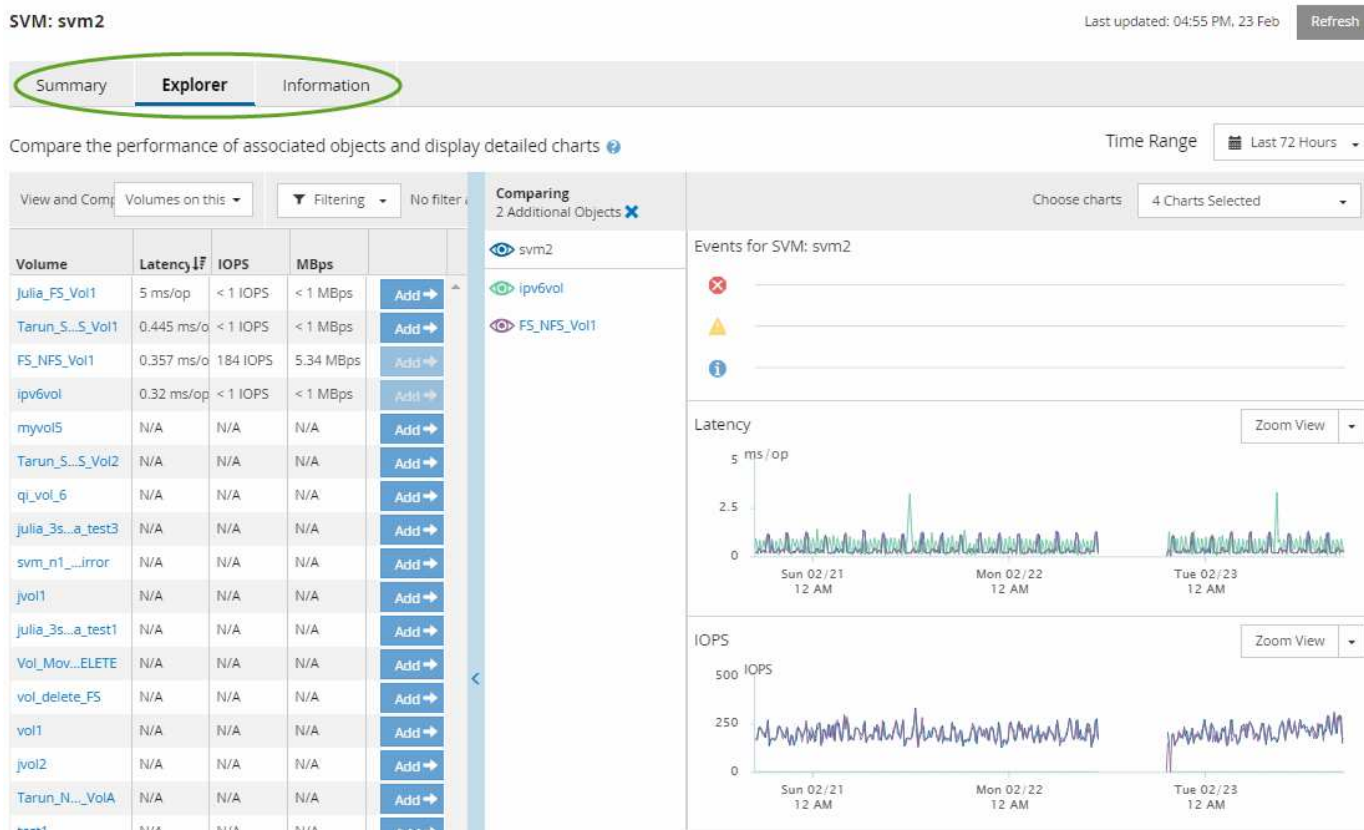 SVM: svm2
Last updated: 04:55 PM, 23 Feb Refresh
Summary Explorer Information
Compare the performance of associated objects and display detailed charts ?
Time Range Last 72 Hours
View and Comp Volumes on this Filtering No filter
Comparing
2 Additional Objects
Choose charts 4 Charts Selected
Volume Latency IOPS MBps
Julia_FS_Vol1 5 ms/op < 1 IOPS < 1 MBps Add
Tarun_S...S_Vol1 0.445 ms/o < 1 IOPS < 1 MBps Add
FS_NFS_Vol1 0.357 ms/o 184 IOPS 5.34 MBps Add
ipv6vol 0.32 ms/op < 1 IOPS < 1 MBps Add
myvol5 N/A N/A N/A Add
Tarun_S...S_Vol2 N/A N/A N/A Add
qi_vol_6 N/A N/A N/A Add
julia_3s...a_test3 N/A N/A N/A Add
svm_n1_...irror N/A N/A N/A Add
jvol1 N/A N/A N/A Add
julia_3s...a_test1 N/A N/A N/A Add
Vol_Mov...ELETE N/A N/A N/A Add
vol_delete_FS N/A N/A N/A Add
vol1 N/A N/A N/A Add
jvol2 N/A N/A N/A Add
Tarun_N..._VolA N/A N/A N/A Add
svm2
ipv6vol
FS_NFS_Vol1
Events for SVM: svm2
Latency Zoom View
5 ms/op
2.5
0
Sun 02/21 Mon 02/22 Tue 02/23
12 AM 12 AM 12 AM
IOPS Zoom View
500 IOPS
250
0
Sun 02/21 Mon 02/22 Tue 02/23
12 AM 12 AM 12 AM